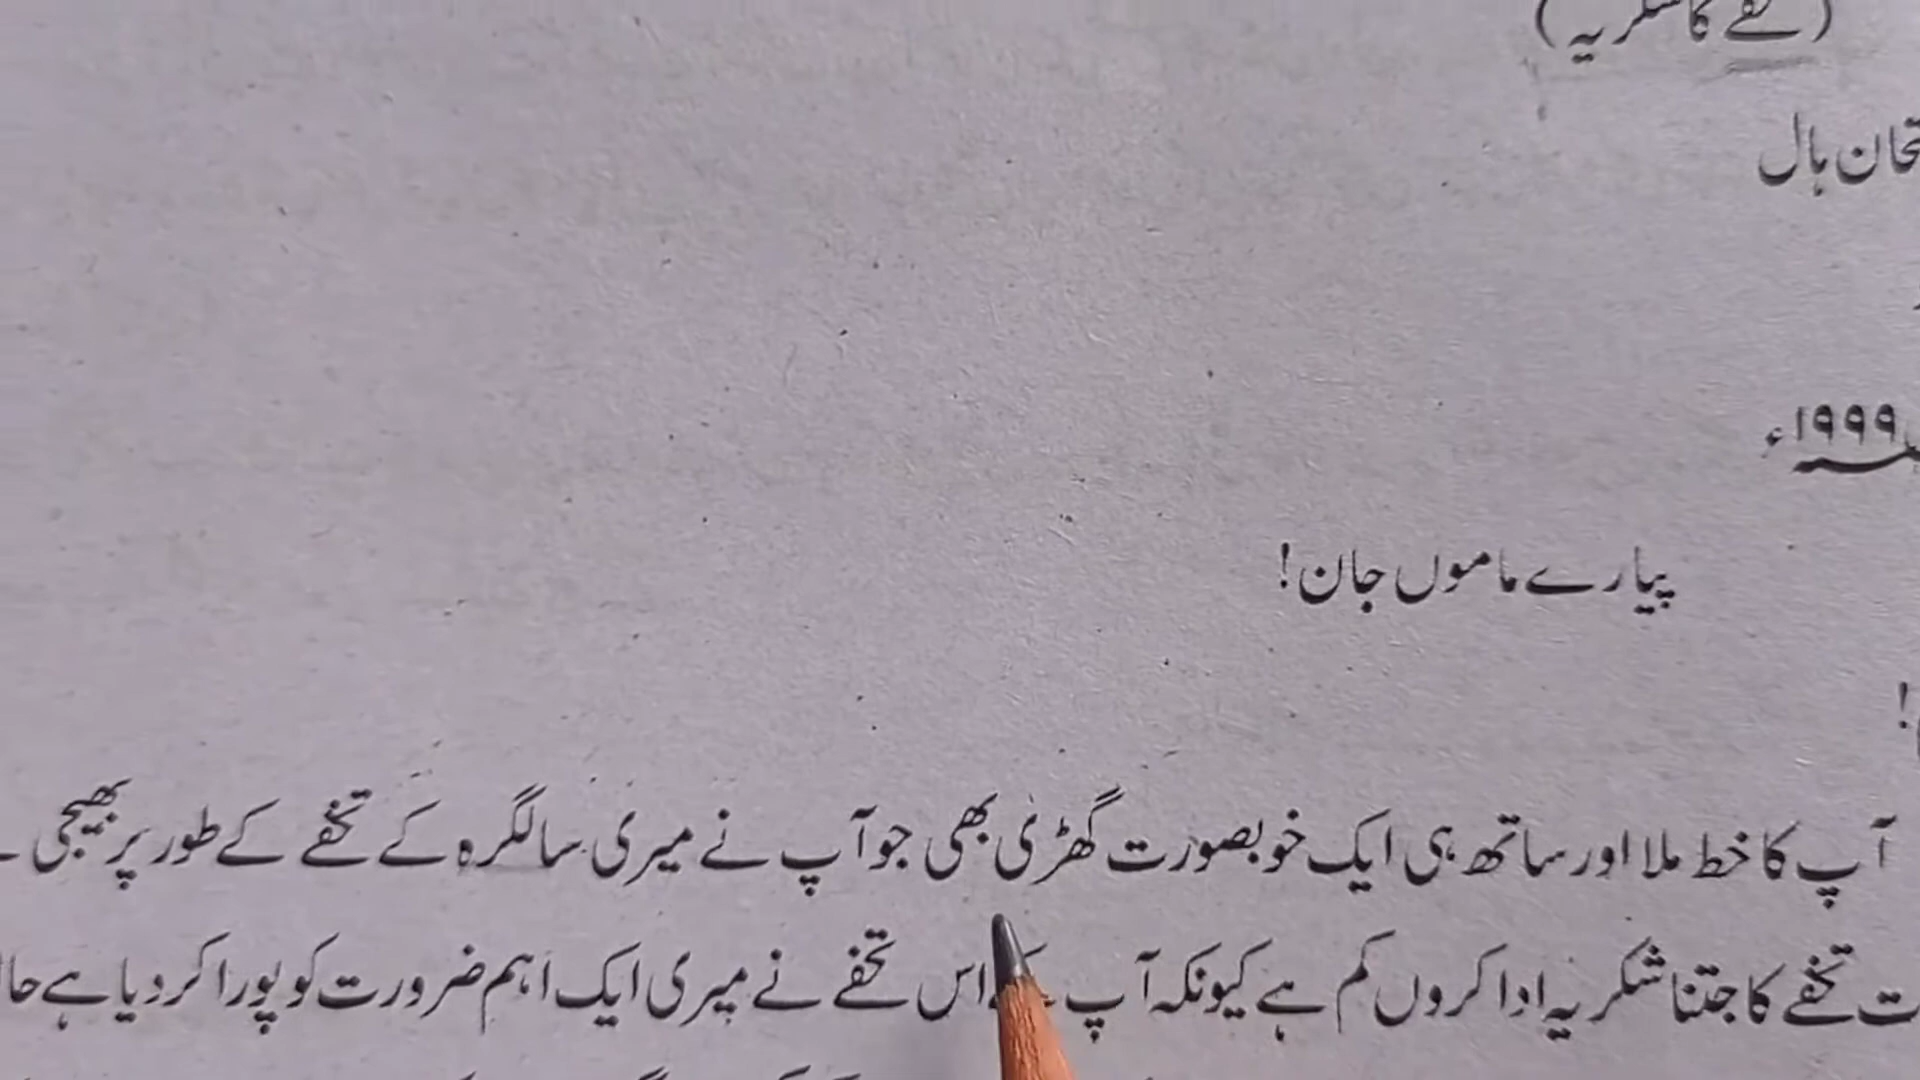 (تحفے کا شکریہ)
ہال
۱۹۹۹ء
پیارے ماموں جان!
!
آپ کا خط ملا اور ساتھ ہی ایک خوبصورت گھڑی بھی جو آپ نے میری سالگرہ کے تحفے کے طور پر بھیجی ۔
تحفے کا جتنا شکریہ ادا کروں کم ہے کیونکہ آپ اس تحفے نے میری ایک اہم ضرورت کو پورا کر دیا ہے